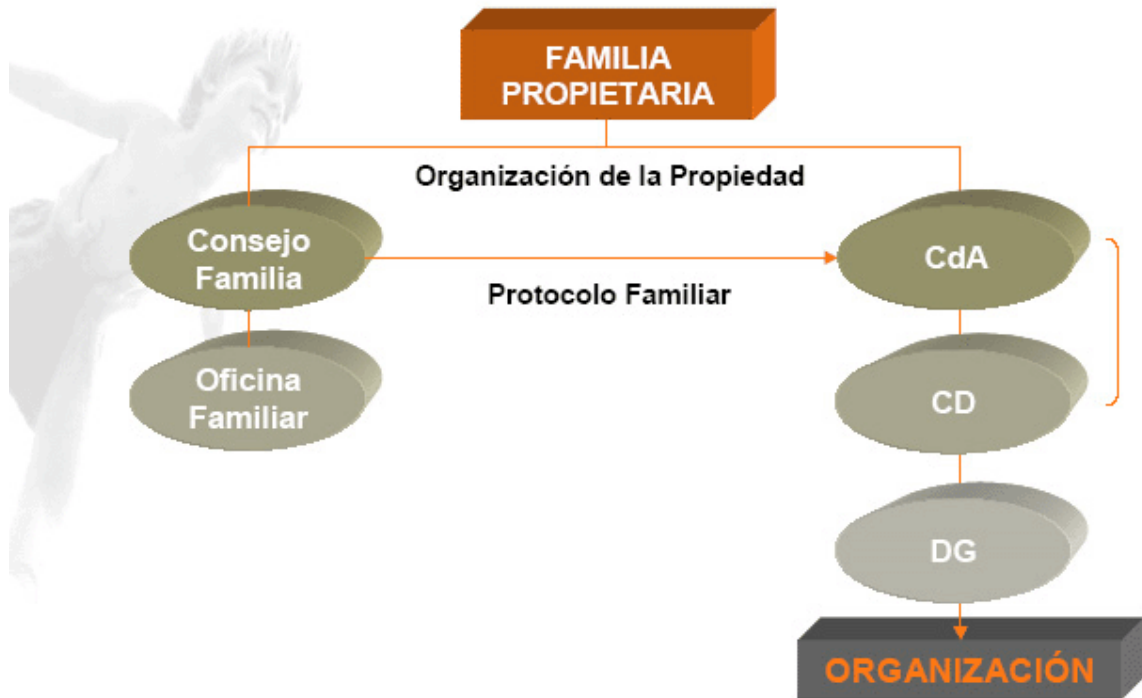 FAMILIA
PROPIETARIA
Organización de la Propiedad
Consejo
Familia
CdA
Protocolo Familiar
Oficina
Familiar
CD
DG
ORGANIZACIÓN